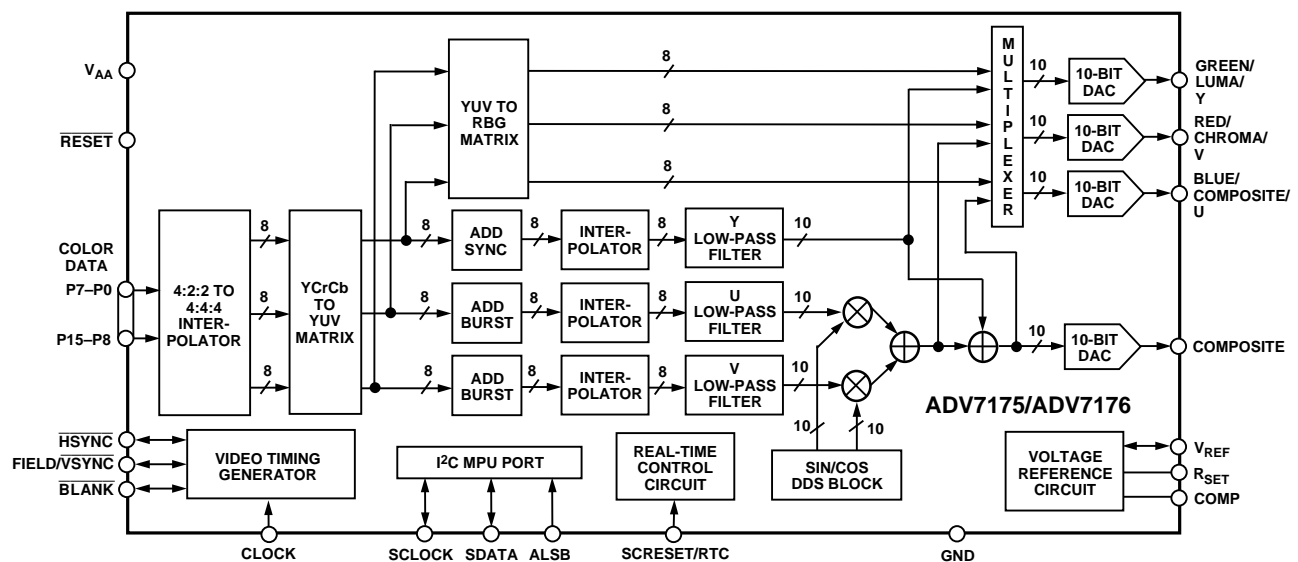 V_AA
RESET
COLOR
DATA
P7–P0
P15–P8
4:2:2 TO
4:4:4
INTER-
POLATOR
8
8
8
YCrCb
TO
YUV
MATRIX
YUV TO
RBG
MATRIX
8
8
8
8
ADD
SYNC
8
INTER-
POLATOR
8
Y
LOW-PASS
FILTER
10
8
ADD
BURST
8
INTER-
POLATOR
8
U
LOW-PASS
FILTER
10
8
ADD
BURST
8
INTER-
POLATOR
8
V
LOW-PASS
FILTER
10
M
U
L
T
I
P
L
E
X
E
R
10
10-BIT
DAC
GREEN/
LUMA/
Y
10
10-BIT
DAC
RED/
CHROMA/
V
10
10-BIT
DAC
BLUE/
COMPOSITE/
U
10
10-BIT
DAC
COMPOSITE
10
10
SIN/COS
DDS BLOCK
ADV7175/ADV7176
HSYNC
FIELD/VSYNC
BLANK
VIDEO TIMING
GENERATOR
I2C MPU PORT
REAL-TIME
CONTROL
CIRCUIT
VOLTAGE
REFERENCE
CIRCUIT
V_REF
R_SET
COMP
CLOCK
SCLOCK
SDATA
ALSB
SCRESET/RTC
GND